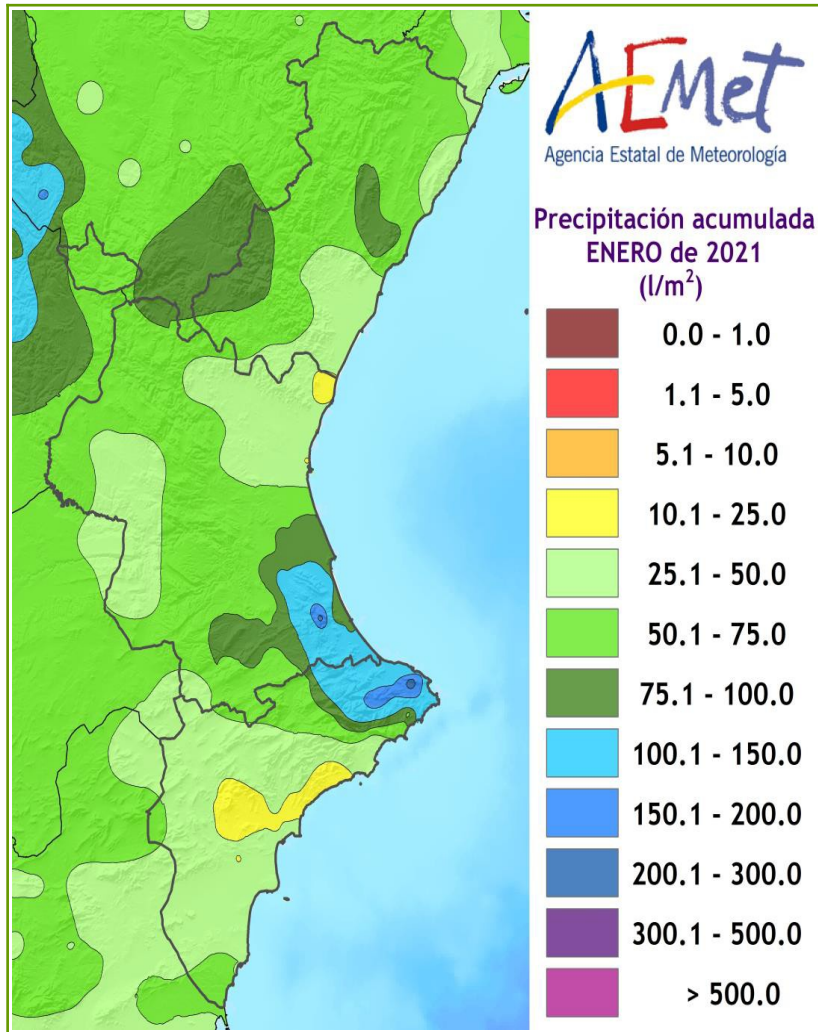 AEMet
Agencia Estatal de Meteorología
Precipitación acumulada
ENERO de 2021
(l/m²)
0.0 - 1.0
1.1 - 5.0
5.1 - 10.0
10.1 - 25.0
25.1 - 50.0
50.1 - 75.0
75.1 - 100.0
100.1 - 150.0
150.1 - 200.0
200.1 - 300.0
300.1 - 500.0
> 500.0